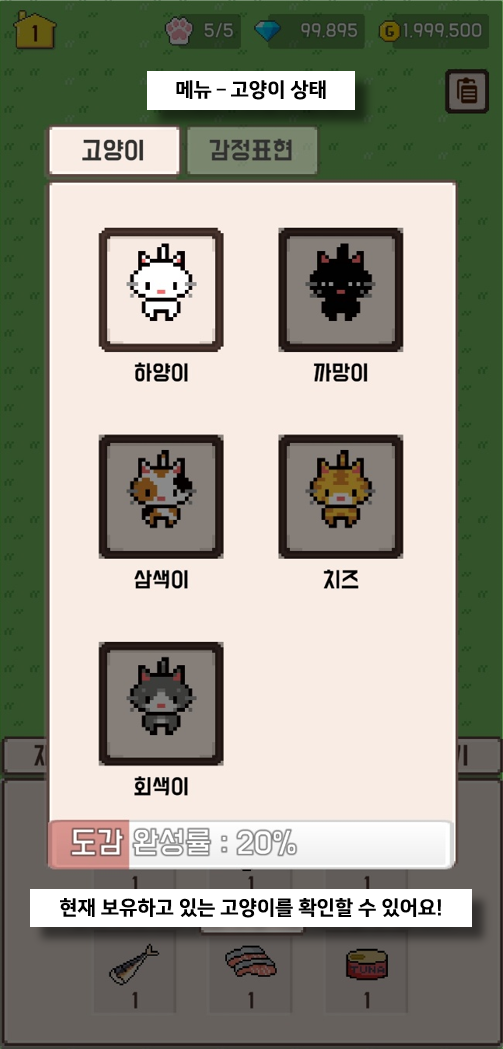 1
5/5
99.895
G 1.999.500
메뉴 - 고양이 상태
고양이
감정표현
하양이
까망이
삼색이
치즈
회색이
도감 완성률 : 20%
1
1
1
현재 보유하고 있는 고양이를 확인할 수 있어요!
TUNA
1
1
1